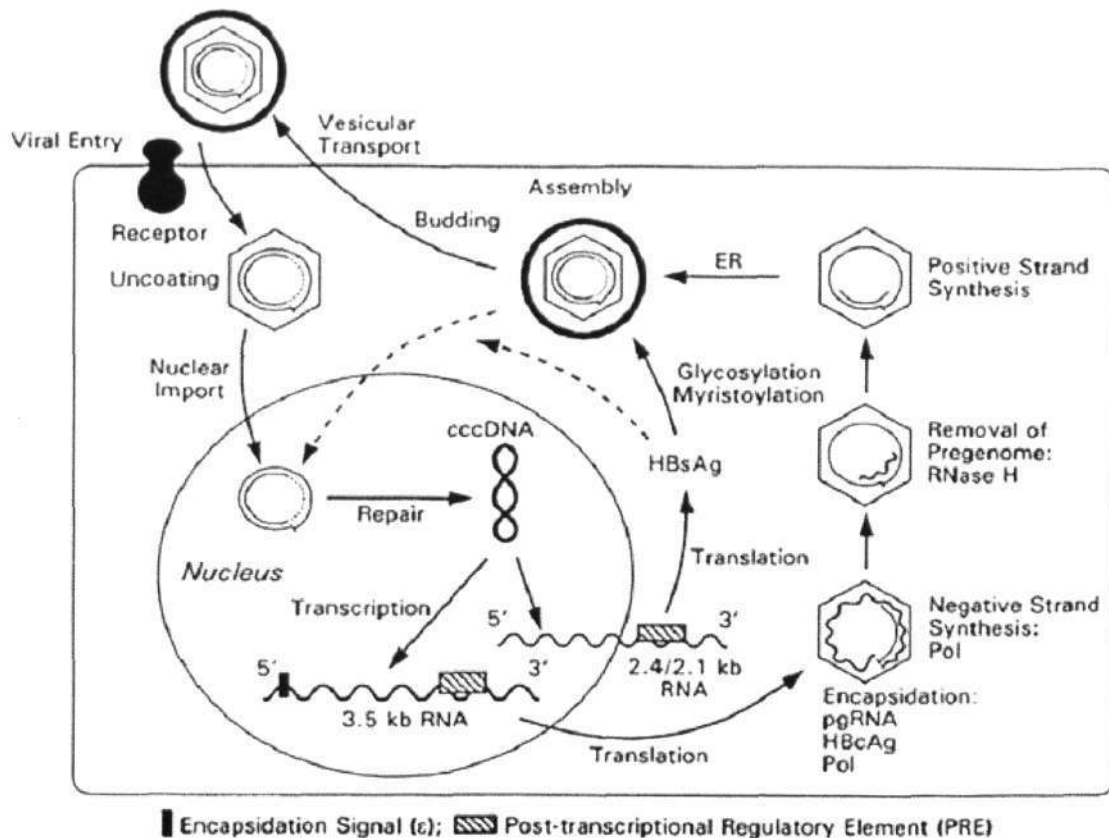 Viral Entry
Vesicular
Transport
Assembly
Budding
Receptor
Uncoating
ER
Positive Strand
Synthesis
Nuclear
Import
Glycosylation
Myristoylation
cccDNA
HBsAg
Removal of
Pregenome:
RNase H
Repair
Nucleus
Transcription
Translation
5′
3′
2.4/2.1 kb
RNA
Negative Strand
Synthesis:
Pol
5′
3′
3.5 kb RNA
Translation
Encapsidation:
pgRNA
HBcAg
Pol
Encapsidation Signal (ε); Post-transcriptional Regulatory Element (PRE)